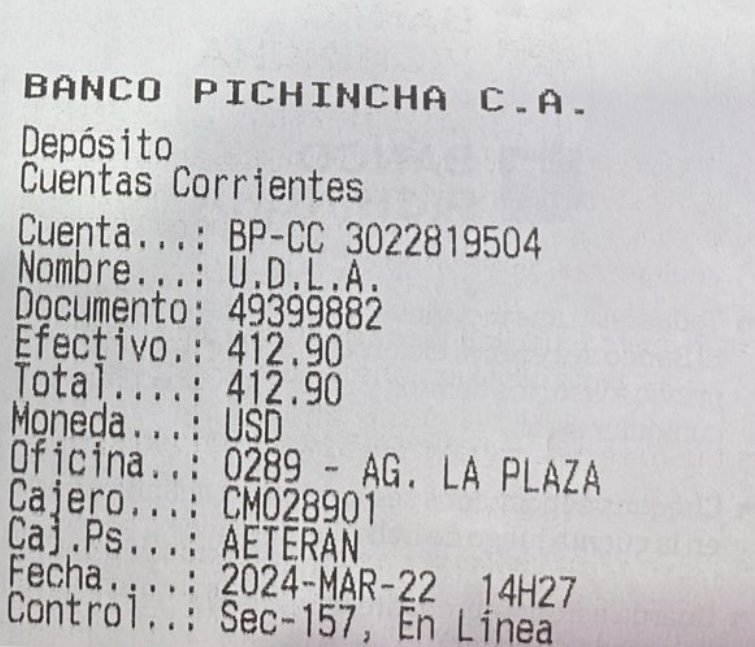 BANCO PICHINCHA C.A.
Depósito
Cuentas Corrientes
Cuenta...: BP-CC 3022819504
Nombre...: U.D.L.A.
Documento: 49399882
Efectivo.: 412.90
Total....: 412.90
Moneda...: USD
Oficina..: 0289 - AG. LA PLAZA
Cajero...: CM028901
Caj.Ps...: AETERAN
Fecha....: 2024-MAR-22 14H27
Control..: Sec-157, En Línea